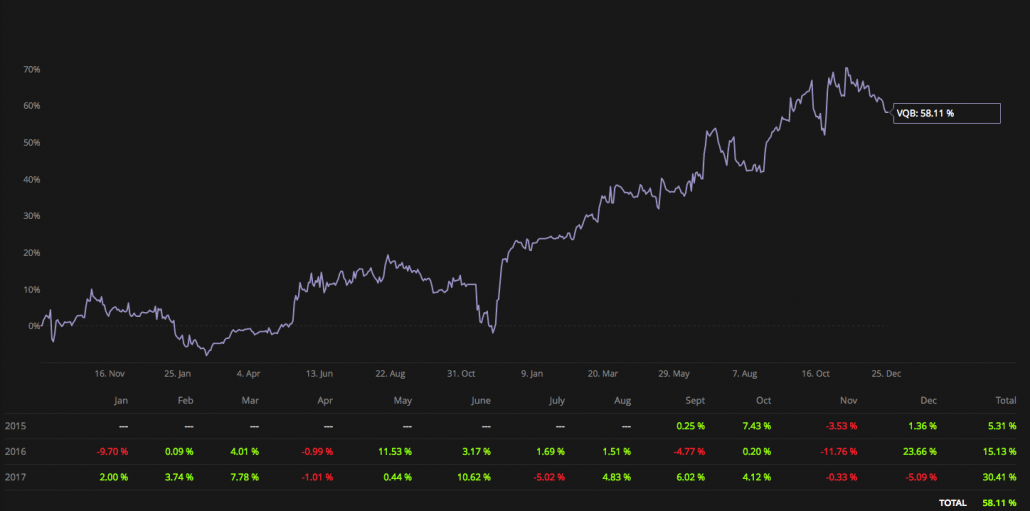 70%
60%
VQB: 58.11 %
50%
40%
30%
20%
10%
0%
16. Nov 25. Jan 4. Apr 13. Jun 22. Aug 31. Oct 9. Jan 20. Mar 29. May 7. Aug 16. Oct 25. Dec
Jan Feb Mar Apr May June July Aug Sept Oct Nov Dec Total
2015 --- --- --- --- --- --- --- --- 0.25 % 7.43 % -3.53 % 1.36 % 5.31 %
2016 -9.70 % 0.09 % 4.01 % -0.99 % 11.53 % 3.17 % 1.69 % 1.51 % -4.77 % 0.20 % -11.76 % 23.66 % 15.13 %
2017 2.00 % 3.74 % 7.78 % -1.01 % 0.44 % 10.62 % -5.02 % 4.83 % 6.02 % 4.12 % -0.33 % -5.09 % 30.41 %
TOTAL 58.11 %